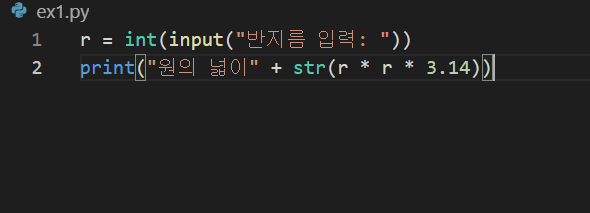 ex1.py
1 r = int(input("반지름 입력: "))
2 print("원의 넓이" + str(r * r * 3.14))